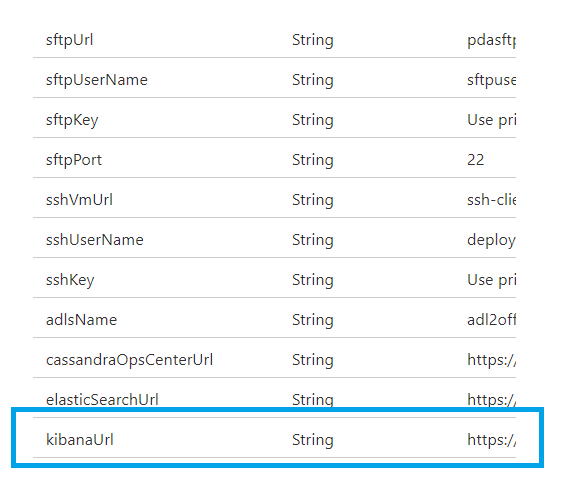 sftpUrl String pdasftp
sftpUserName String sftpuse
sftpKey String Use pri
sftpPort String 22
sshVmUrl String ssh-clie
sshUserName String deploy
sshKey String Use pri
adlsName String adl2off
cassandraOpsCenterUrl String https://
elasticSearchUrl String https://
kibanaUrl String https://